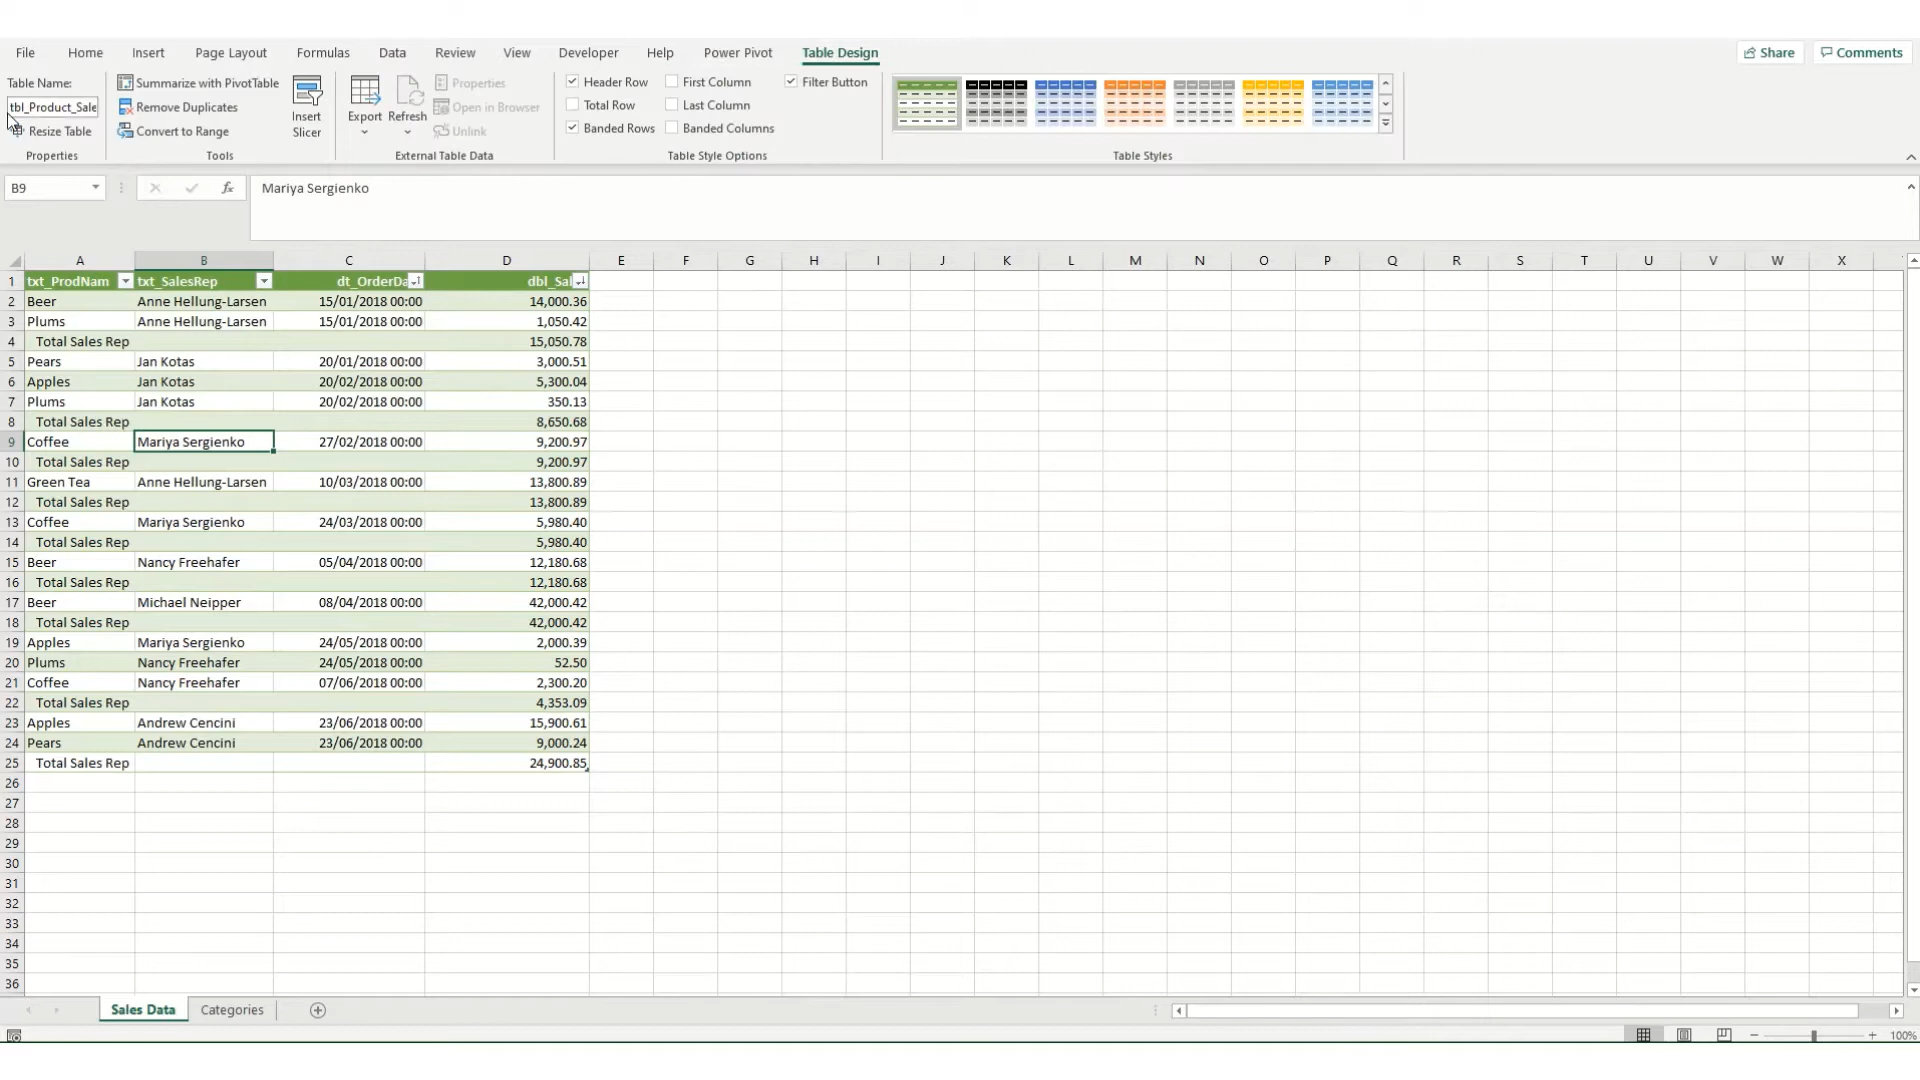 File Home Insert Page Layout Formulas Data Review View Developer Help Power Pivot Table Design Share Comments
Table Name:
tbl_Product_Sale
Resize Table
Properties
Summarize with PivotTable
Remove Duplicates
Convert to Range
Tools
Insert
Slicer
Export
Refresh
Properties
Open in Browser
Unlink
External Table Data
Header Row
Total Row
Banded Rows
First Column
Last Column
Banded Columns
Filter Button
Table Style Options
Table Styles
B9 fx Mariya Sergienko
A B C D E F G H I J K L M N O P Q R S T U V W X
1 txt_ProdNam txt_SalesRep dt_OrderDa dbl_Sal
2 Beer Anne Hellung-Larsen 15/01/2018 00:00 14,000.36
3 Plums Anne Hellung-Larsen 15/01/2018 00:00 1,050.42
4 Total Sales Rep 15,050.78
5 Pears Jan Kotas 20/01/2018 00:00 3,000.51
6 Apples Jan Kotas 20/02/2018 00:00 5,300.04
7 Plums Jan Kotas 20/02/2018 00:00 350.13
8 Total Sales Rep 8,650.68
9 Coffee Mariya Sergienko 27/02/2018 00:00 9,200.97
10 Total Sales Rep 9,200.97
11 Green Tea Anne Hellung-Larsen 10/03/2018 00:00 13,800.89
12 Total Sales Rep 13,800.89
13 Coffee Mariya Sergienko 24/03/2018 00:00 5,980.40
14 Total Sales Rep 5,980.40
15 Beer Nancy Freehafer 05/04/2018 00:00 12,180.68
16 Total Sales Rep 12,180.68
17 Beer Michael Neipper 08/04/2018 00:00 42,000.42
18 Total Sales Rep 42,000.42
19 Apples Mariya Sergienko 24/05/2018 00:00 2,000.39
20 Plums Nancy Freehafer 24/05/2018 00:00 52.50
21 Coffee Nancy Freehafer 07/06/2018 00:00 2,300.20
22 Total Sales Rep 4,353.09
23 Apples Andrew Cencini 23/06/2018 00:00 15,900.61
24 Pears Andrew Cencini 23/06/2018 00:00 9,000.24
25 Total Sales Rep 24,900.85
26
27
28
29
30
31
32
33
34
35
36
Sales Data Categories
100%